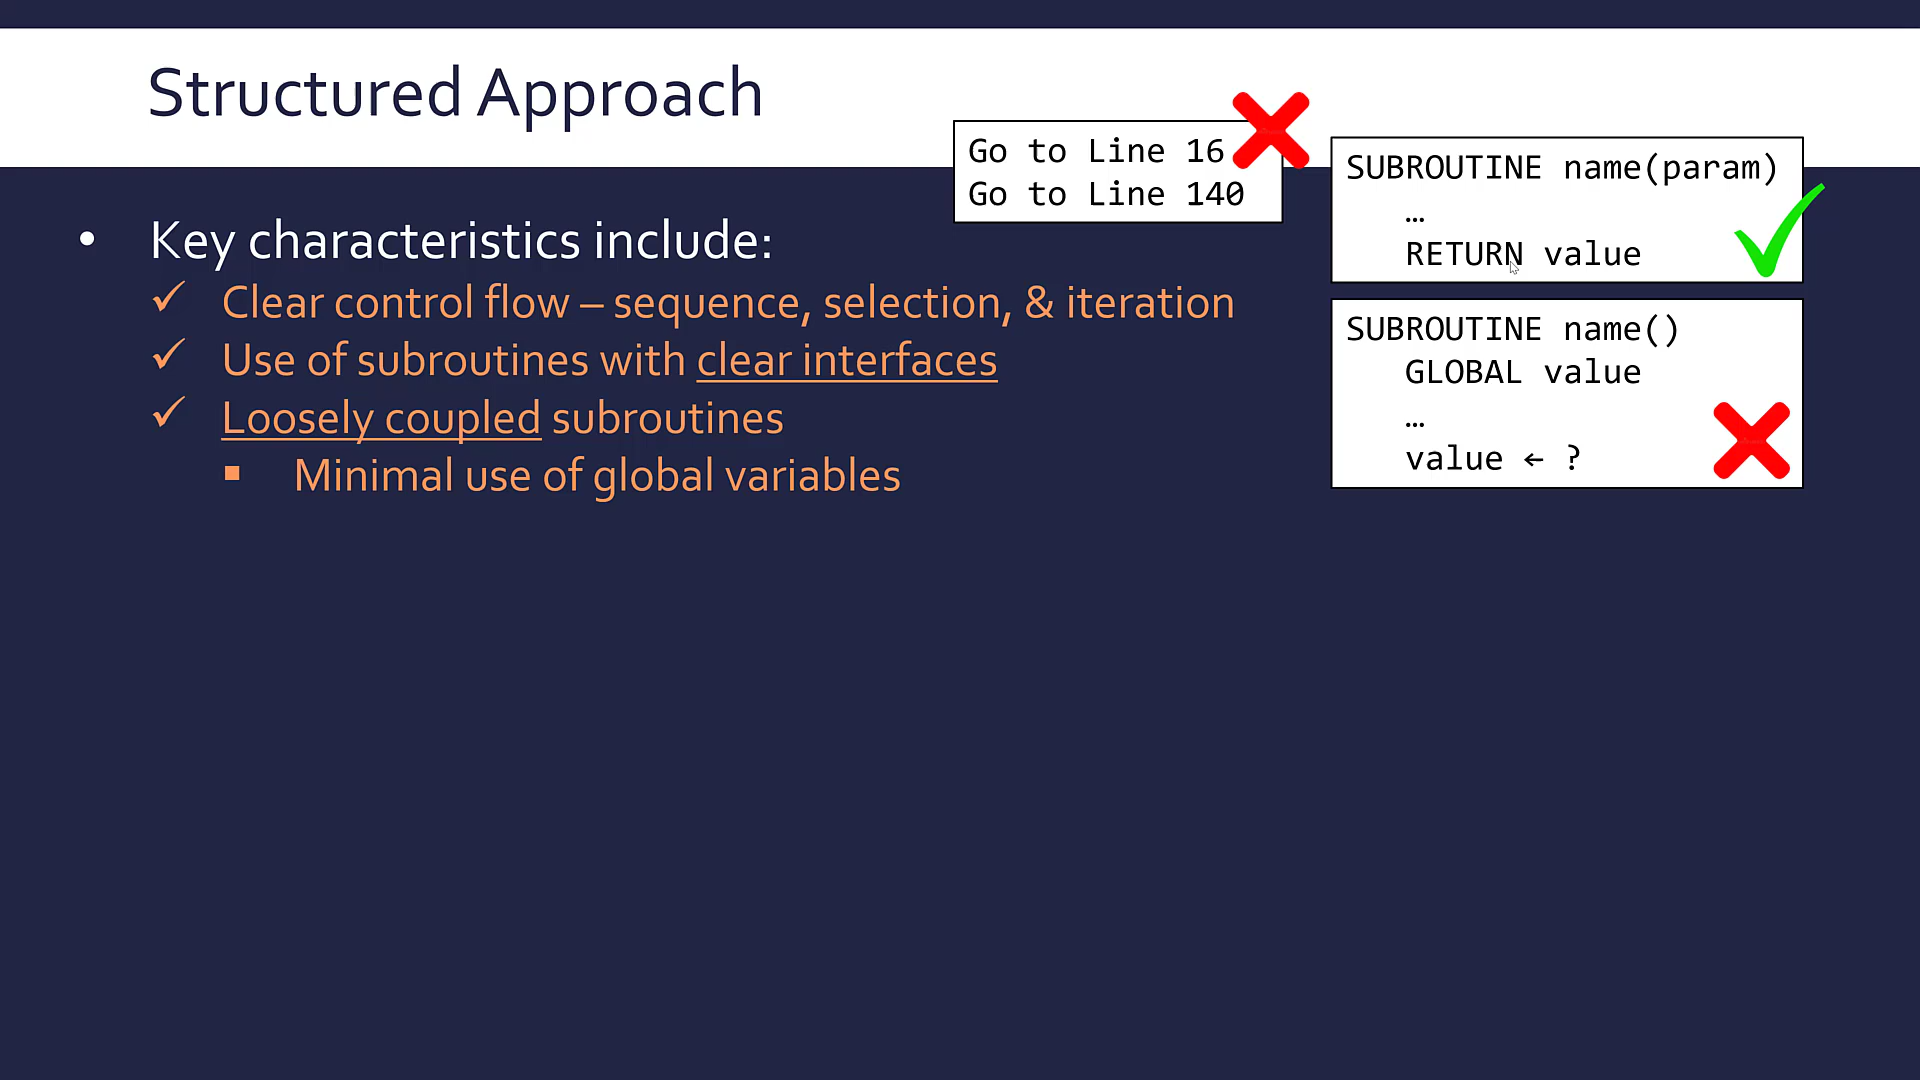 Structured Approach
Go to Line 16
Go to Line 140
SUBROUTINE name(param)
…
RETURN value
SUBROUTINE name()
GLOBAL value
…
value ← ?
• Key characteristics include:
✓ Clear control flow – sequence, selection, & iteration
✓ Use of subroutines with clear interfaces
✓ Loosely coupled subroutines
▪ Minimal use of global variables